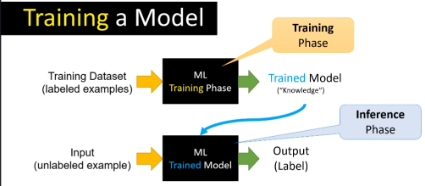 Training a Model
Training
Phase
Training Dataset
(labeled examples)
ML
Training Phase
Trained Model
("Knowledge")
Inference
Phase
Input
(unlabeled example)
ML
Trained Model
Output
(Label)